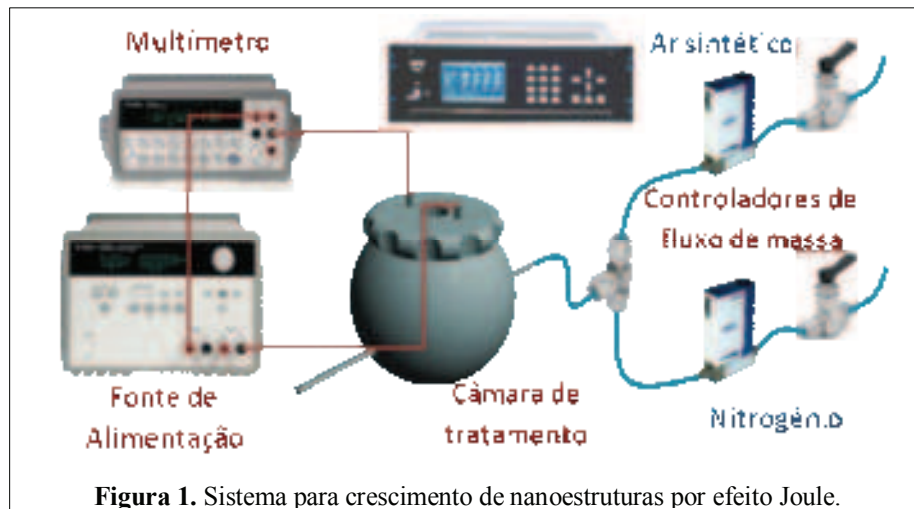 Multímetro
Ar sintético
Controladores de
fluxo de massa
Fonte de
Alimentação
Câmara de
tratamento
Nitrogênio
Figura 1. Sistema para crescimento de nanoestruturas por efeito Joule.